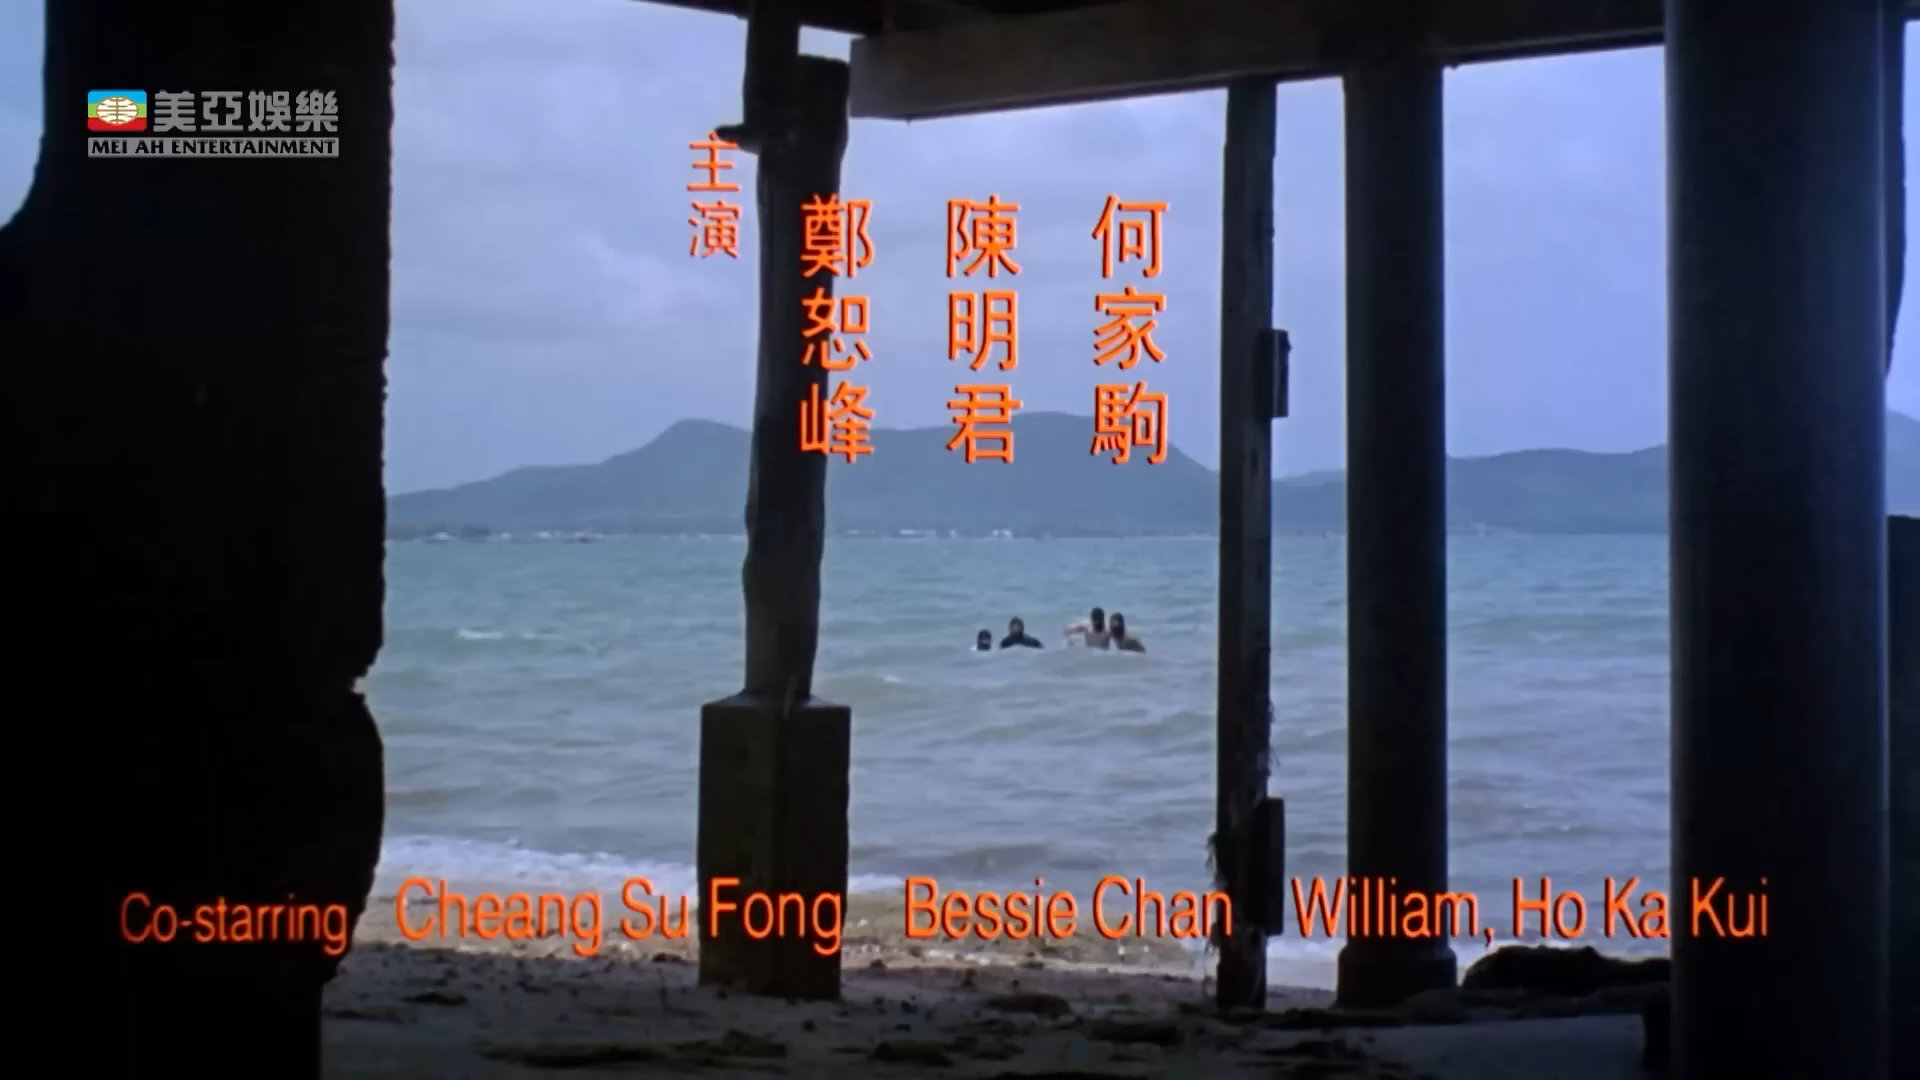 美亞娛樂
MEI AH ENTERTAINMENT
主演
鄭恕峰
陳明君
何家駒
Co-starring Cheang Su Fong Bessie Chan William, Ho Ka Kui